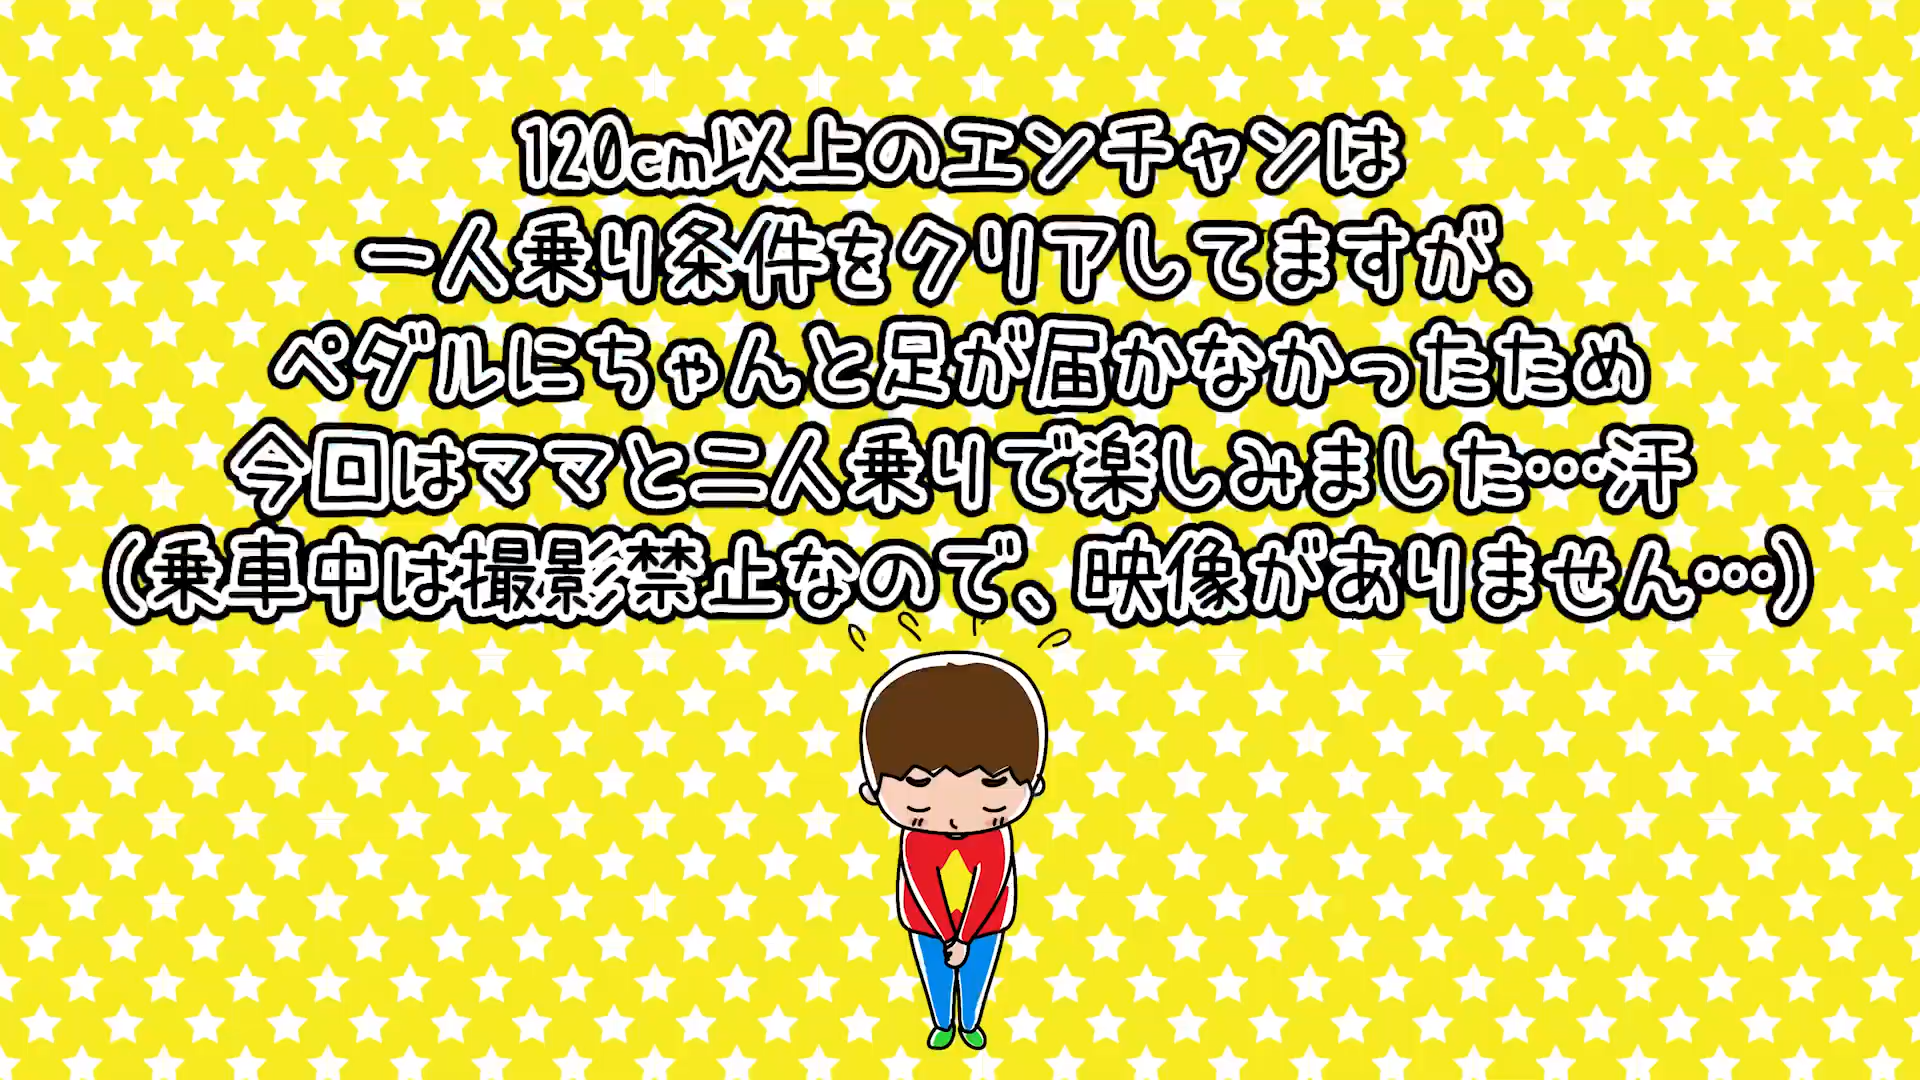 120cm以上のエンチャンは
一人乗り条件をクリアしてますが、
ペダルにちゃんと足が届かなかったため
今回はママと二人乗りで楽しみました…汗
(乗車中は撮影禁止なので、映像がありません…)